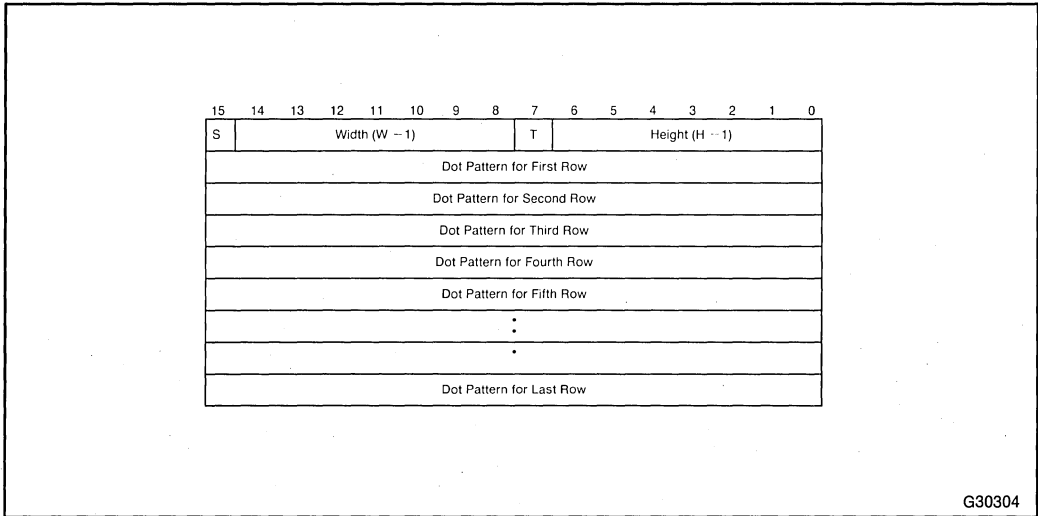 15 14 13 12 11 10 9 8 7 6 5 4 3 2 1 0
S Width (W − 1) T Height (H − 1)
Dot Pattern for First Row
Dot Pattern for Second Row
Dot Pattern for Third Row
Dot Pattern for Fourth Row
Dot Pattern for Fifth Row
Dot Pattern for Last Row
G30304